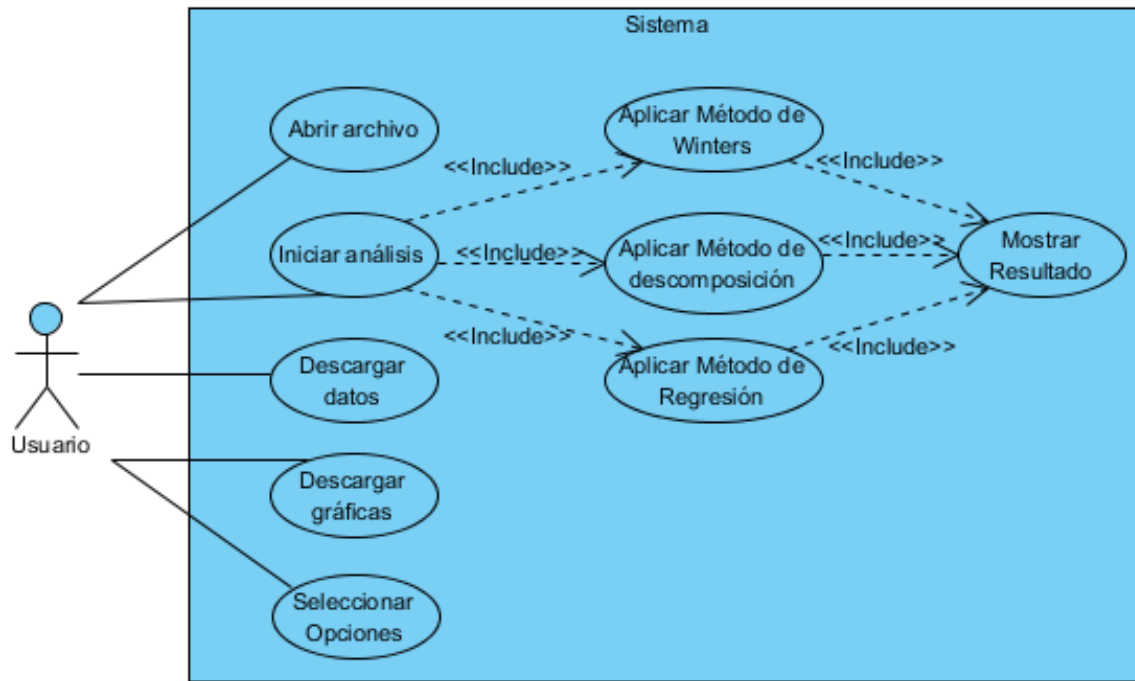 Sistema
Abrir archivo
Aplicar Método de
Winters
<<Include>>
<<Include>>
Iniciar análisis
<<Include>>
Aplicar Método de
descomposición
<<Include>>
Mostrar
Resultado
<<Include>>
<<Include>>
Descargar
datos
Aplicar Método de
Regresión
Usuario
Descargar
gráficas
Seleccionar
Opciones